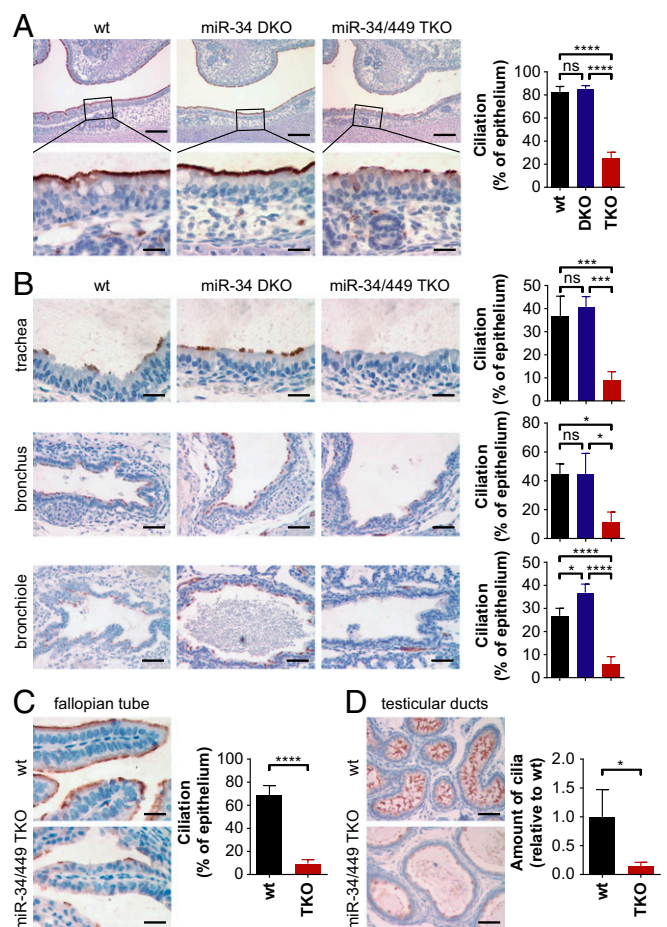 A
wt
miR-34 DKO
miR-34/449 TKO
Ciliation
(% of epithelium)
100
80
60
40
20
0
****
ns
****
wt
DKO
TKO
B
wt
miR-34 DKO
miR-34/449 TKO
trachea
Ciliation
(% of epithelium)
50
40
30
20
10
0
***
ns
***
bronchus
Ciliation
(% of epithelium)
80
60
40
20
0
*
ns
*
bronchiole
Ciliation
(% of epithelium)
50
40
30
20
10
0
****
*
****
C
fallopian tube
wt
miR-34/449 TKO
Ciliation
(% of epithelium)
100
80
60
40
20
0
****
wt
TKO
D
testicular ducts
wt
miR-34/449 TKO
Amount of cilia
(relative to wt)
2.0
1.5
1.0
0.5
0.0
*
wt
TKO